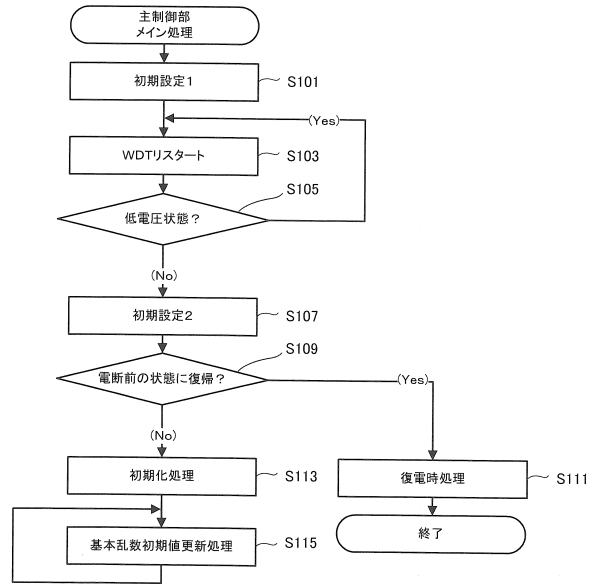 主制御部
メイン処理
初期設定1
S101
(Yes)
WDTリスタート
S103
S105
低電圧状態?
(No)
初期設定2
S107
S109
電断前の状態に復帰?
(Yes)
(No)
初期化処理
S113
復電時処理
S111
基本乱数初期値更新処理
S115
終了